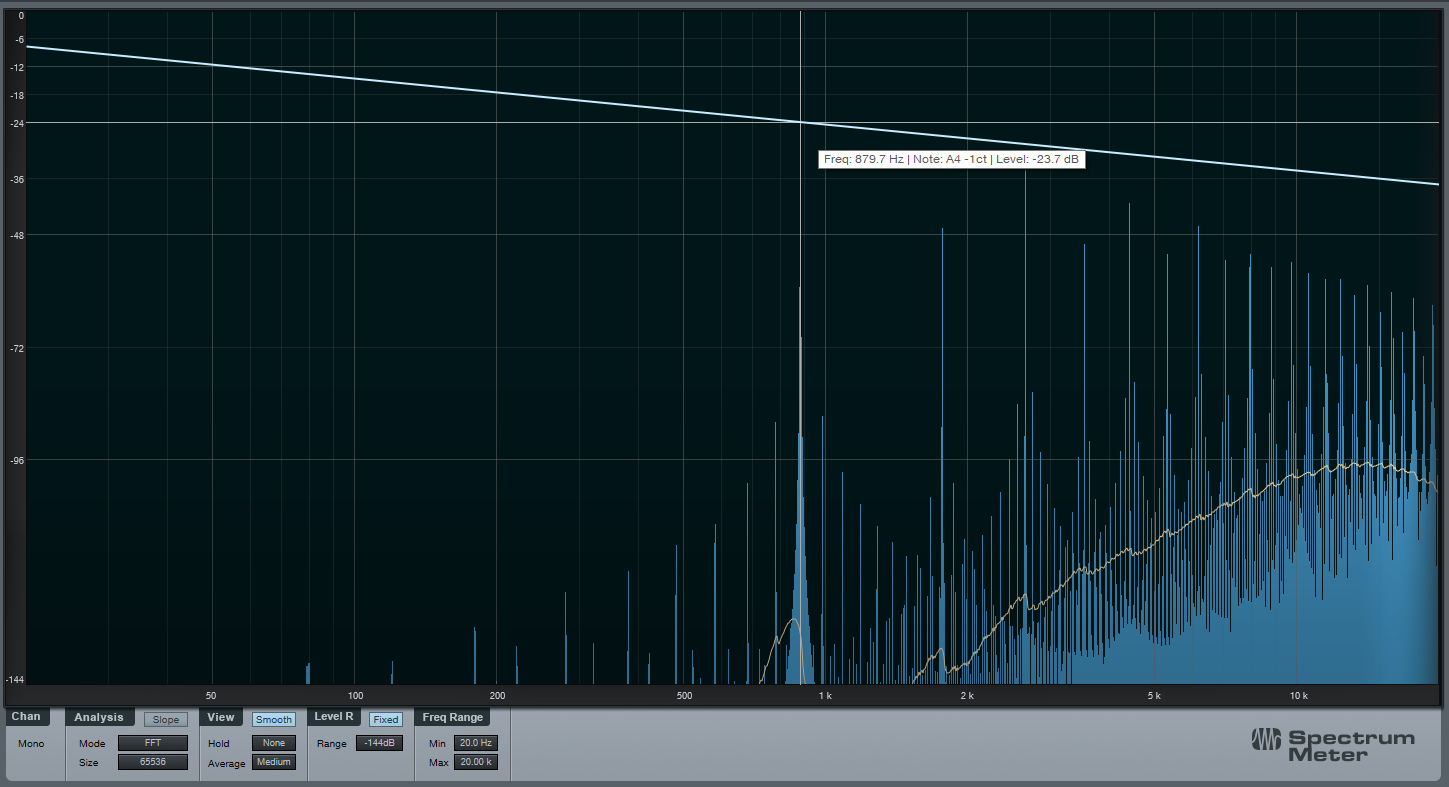 0
-6
-12
-18
-24
Freq: 879.7 Hz | Note: A4 -1ct | Level: -23.7 dB
-36
-48
-72
-96
-144
50 100 200 500 1 k 2 k 5 k 10 k
Chan Analysis Slope View Smooth Level R Fixed Freq Range
Mono Mode FFT Hold None Range -144dB Min 20.0 Hz
Size 65536 Average Medium Max 20.00 k
Spectrum
Meter